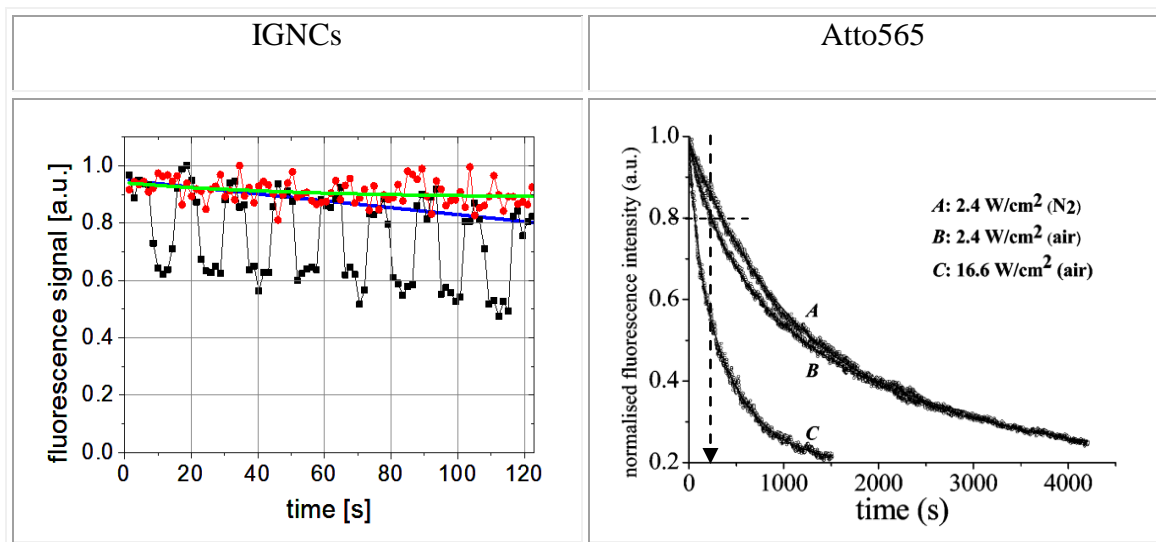 IGNCs
Atto565
fluorescence signal [a.u.]
1.0
0.8
0.6
0.4
0.2
0.0
0 20 40 60 80 100 120
time [s]
normalised fluorescence intensity (a.u.)
1.0
0.8
0.6
0.4
0.2
A: 2.4 W/cm² (N2)
B: 2.4 W/cm² (air)
C: 16.6 W/cm² (air)
A
B
C
0 1000 2000 3000 4000
time (s)